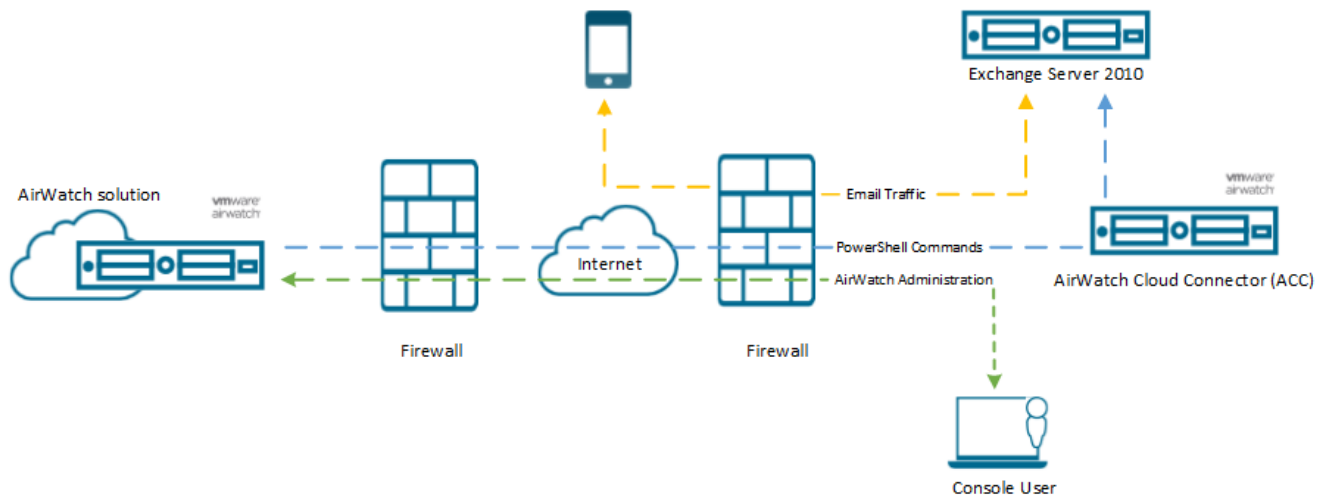 Exchange Server 2010
AirWatch solution
vmware
airwatch
Email Traffic
vmware
airwatch
PowerShell Commands
Internet
AirWatch Administration
AirWatch Cloud Connector (ACC)
Firewall
Firewall
Console User